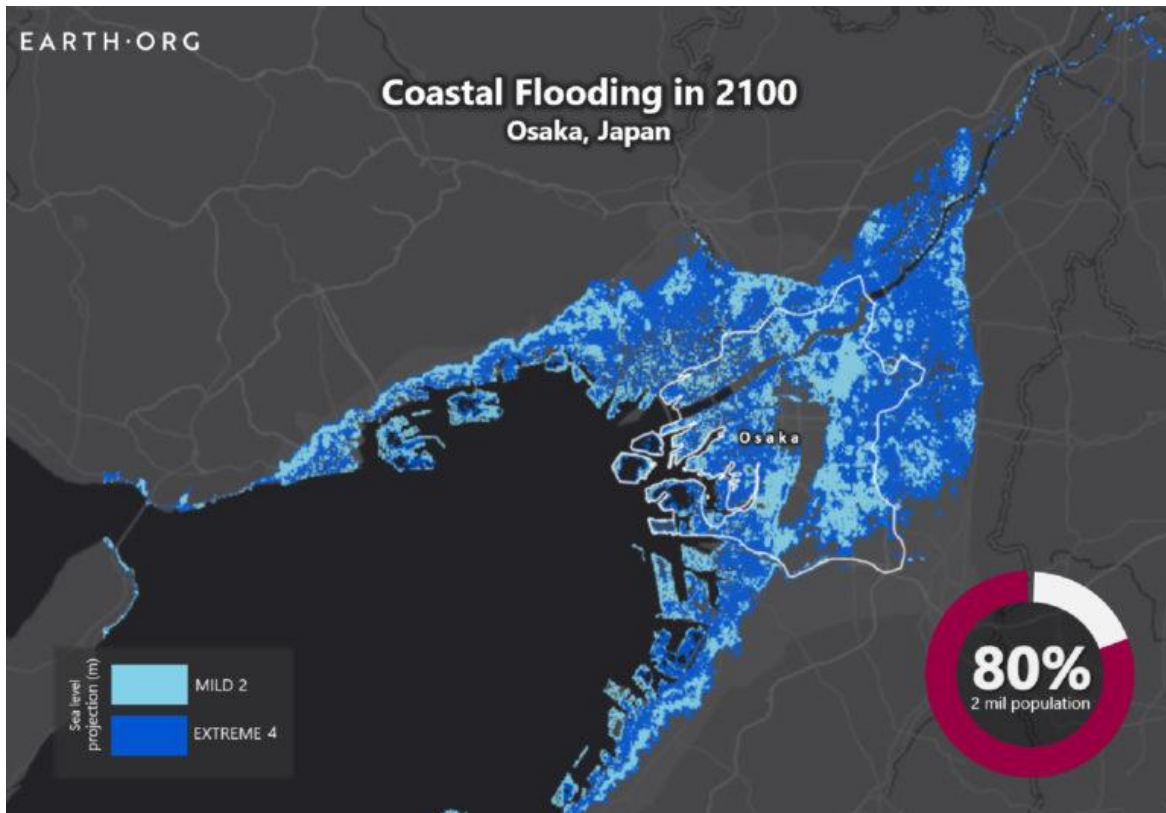 EARTH·ORG
Coastal Flooding in 2100
Osaka, Japan
Osaka
Sea level
projection (m)
MILD 2
EXTREME 4
80%
2 mil population